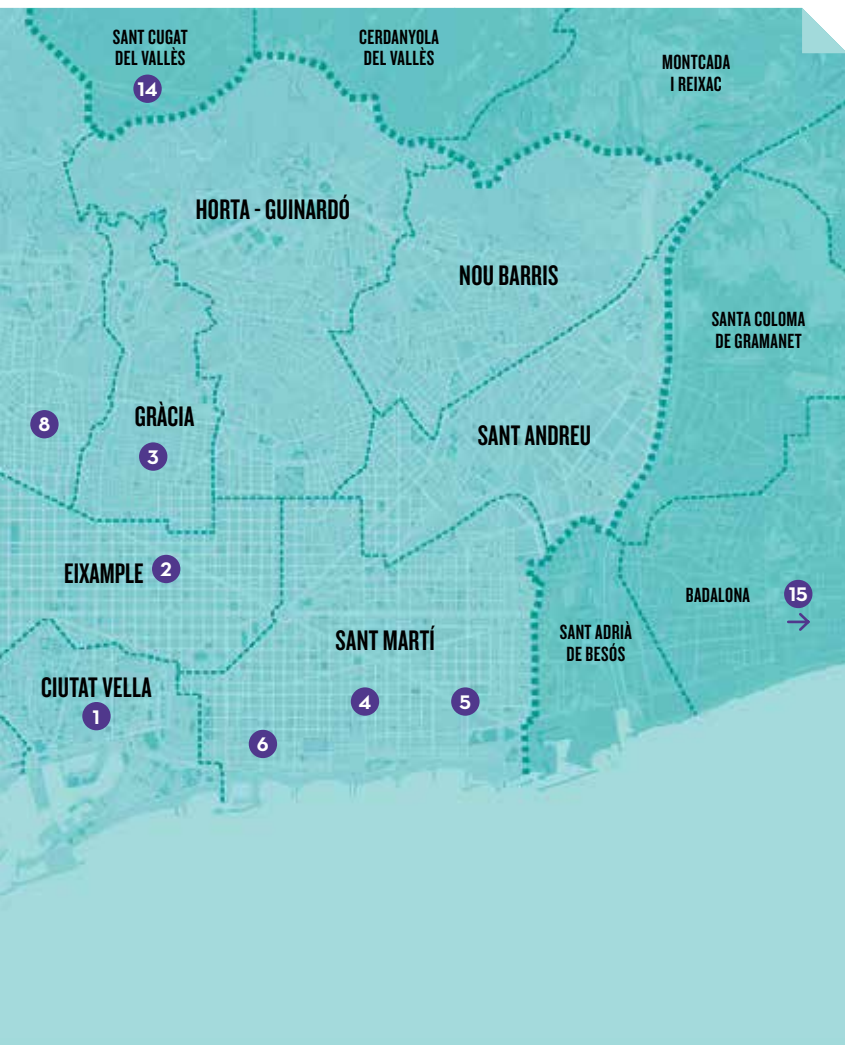 SANT CUGAT
DEL VALLÈS
14
CERDANYOLA
DEL VALLÈS
MONTCADA
I REIXAC
HORTA - GUINARDÓ
NOU BARRIS
SANTA COLOMA
DE GRAMANET
8
GRÀCIA
3
SANT ANDREU
EIXAMPLE 2
BADALONA 15
→
SANT ADRIÀ
DE BESÓS
SANT MARTÍ
CIUTAT VELLA
1
4
5
6